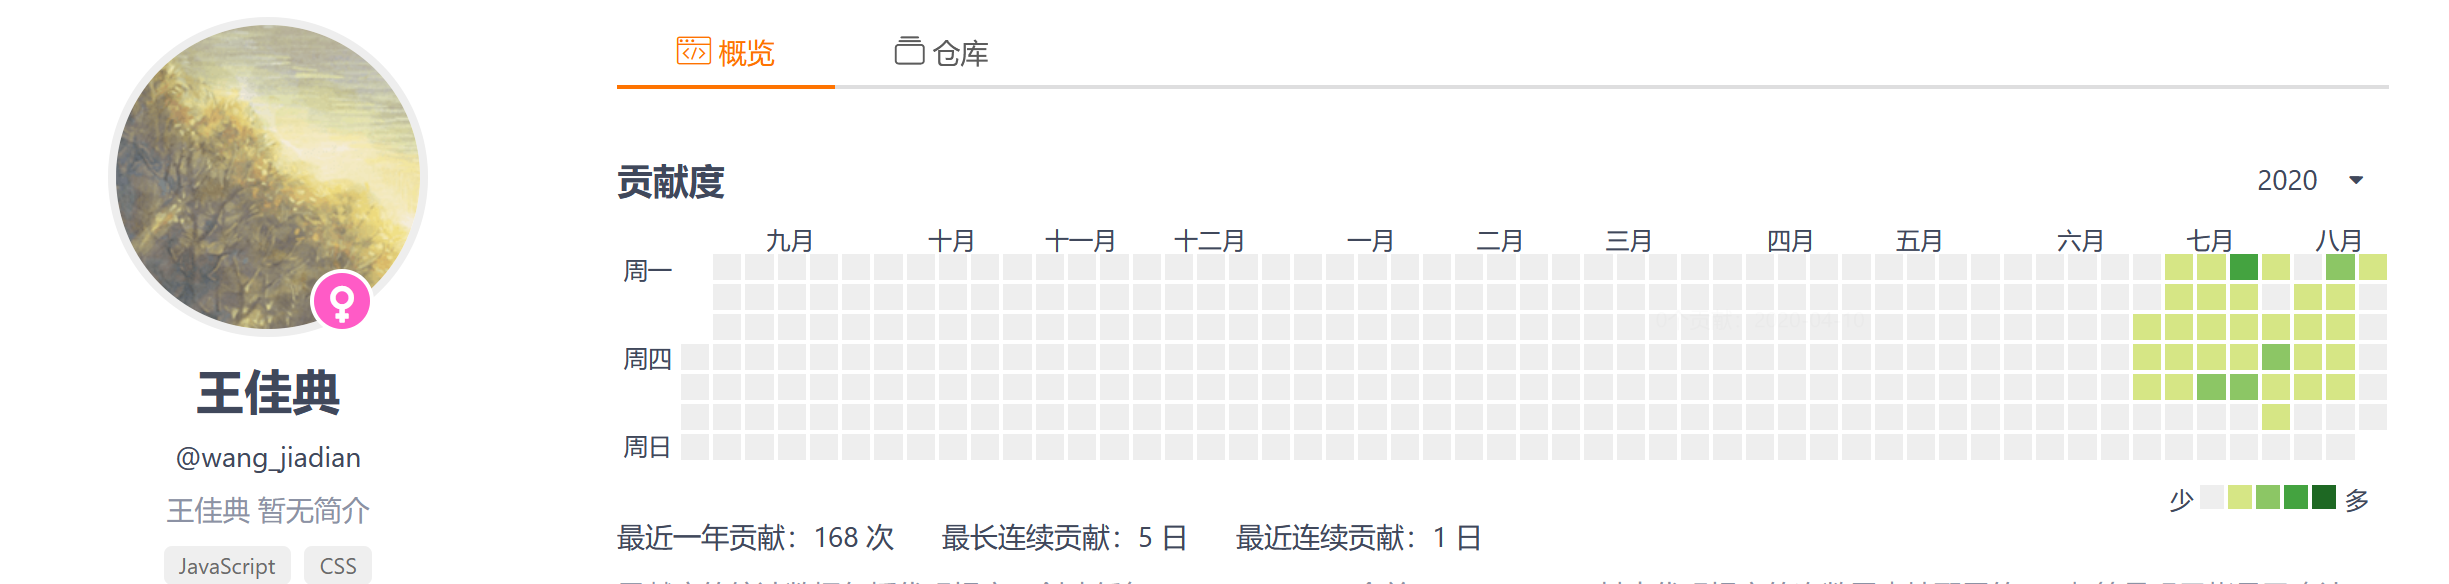 概览 仓库
贡献度 2020
九月 十月 十一月 十二月 一月 二月 三月 四月 五月 六月 七月 八月
周一
周四
周日
少 多
最近一年贡献：168 次 最长连续贡献：5 日 最近连续贡献：1 日
王佳典
@wang_jiadian
王佳典 暂无简介
JavaScript CSS